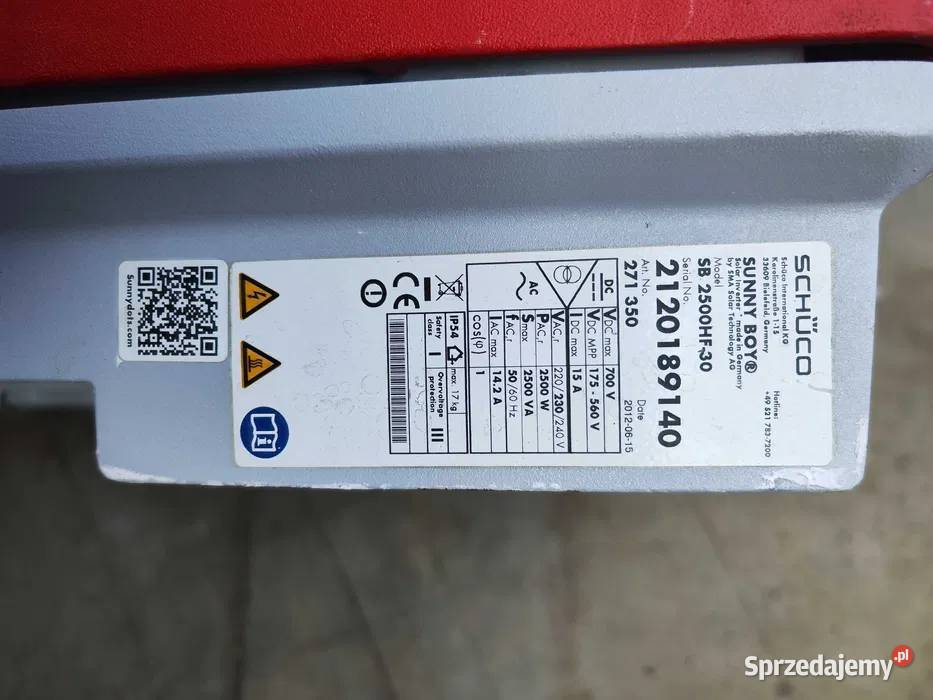 SCHÜCO
Schüco International KG
Karolinenstraße 1-15
33609 Bielefeld, Germany
Hotline:
+49 521 783-7200
SUNNY BOY®
Solar Inverter • made in Germany
by SMA Solar Technology AG
Model
SB 2500HF-30
Serial No.
2120189140
Art. No.
271 350
Date
2012-06-15
DC
VDC max 700 V
VDC MPP 175 - 560 V
IDC max 15 A
AC
VAC,r 220/230/240 V
PAC,r 2500 W
Smax 2500 VA
fAC,r 50/60 Hz
IAC max 14.2 A
cos(φ) 1
IP54 max. 17 kg
Safety class I Overvoltage protection III
CE
i
Sunnydots.com
Sprzedajemy.pl